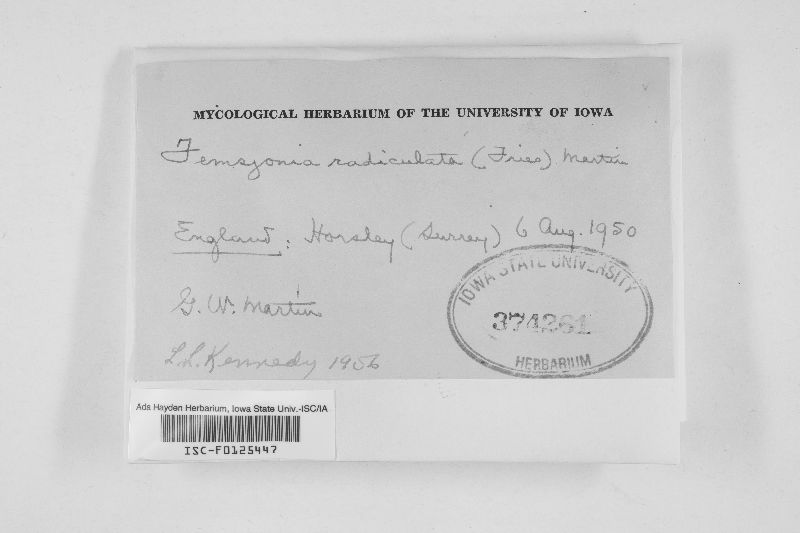 MYCOLOGICAL HERBARIUM OF THE UNIVERSITY OF IOWA
Femsjonia radiculata (Fries) Martin
England: Horsley (Surrey) 6 Aug. 1950
G. W. Martin
L.L. Kennedy 1956
IOWA STATE UNIVERSITY
374261
HERBARIUM
Ada Hayden Herbarium, Iowa State Univ.-ISC/IA
ISC-F0125447